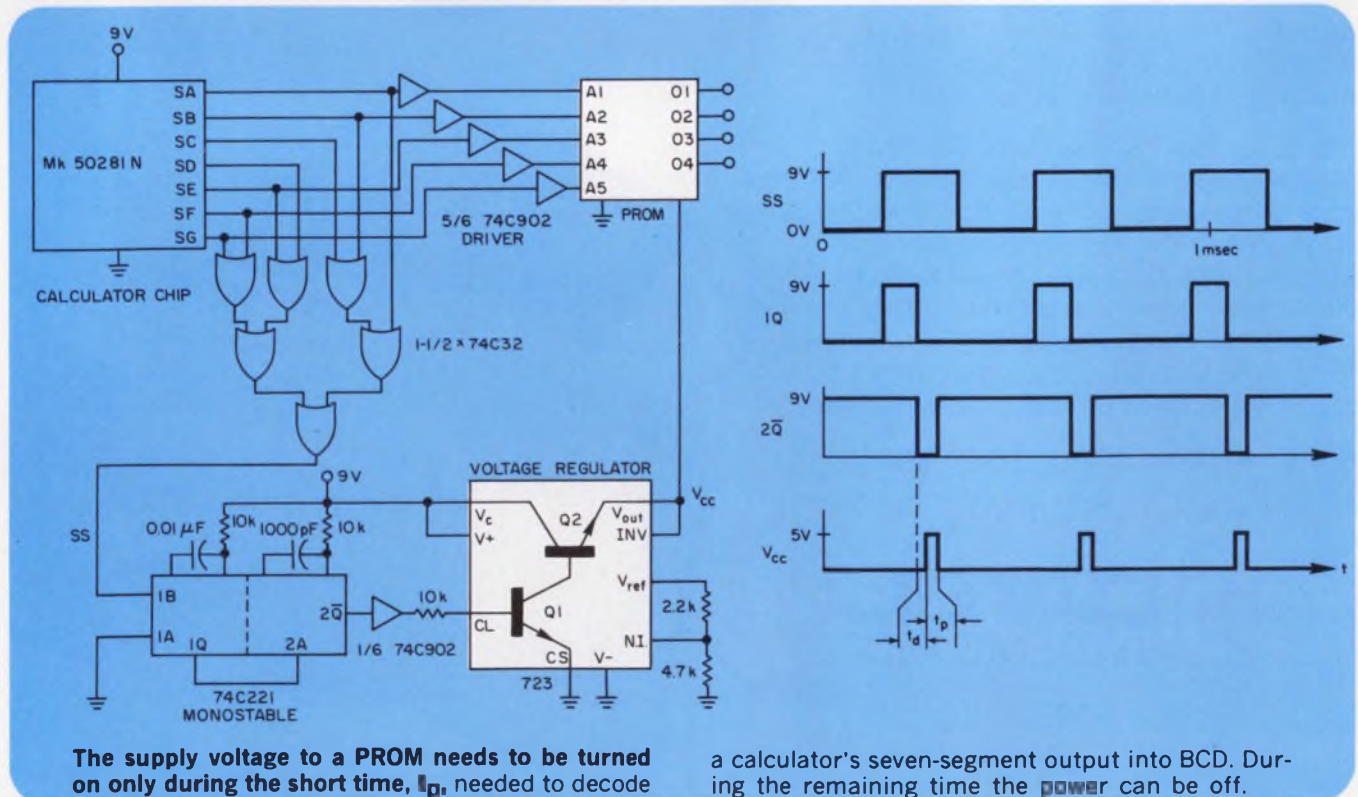 9V
SA
SB
SC
Mk 50281N
SD
SE
SF
SG
CALCULATOR CHIP
5/6 74C902
DRIVER
A1 O1
A2 O2
A3 O3
A4 O4
A5
PROM
1-1/2 × 74C32
9V
SS
0.01 µF
10k
1000pF
10k
1B
1A
1Q
2A
2Q̅
74C221
MONOSTABLE
1/6 74C902
10k
VOLTAGE REGULATOR
Vc
V+
Q2
Vout
INV
Vcc
Vref
2.2k
CL
Q1
N.I.
CS
V-
4.7k
723
9V
SS
0V
0
1msec
9V
1Q
9V
2Q̅
5V
Vcc
t
td
tp
The supply voltage to a PROM needs to be turned
on only during the short time, tp, needed to decode
a calculator's seven-segment output into BCD. Dur-
ing the remaining time the power can be off.